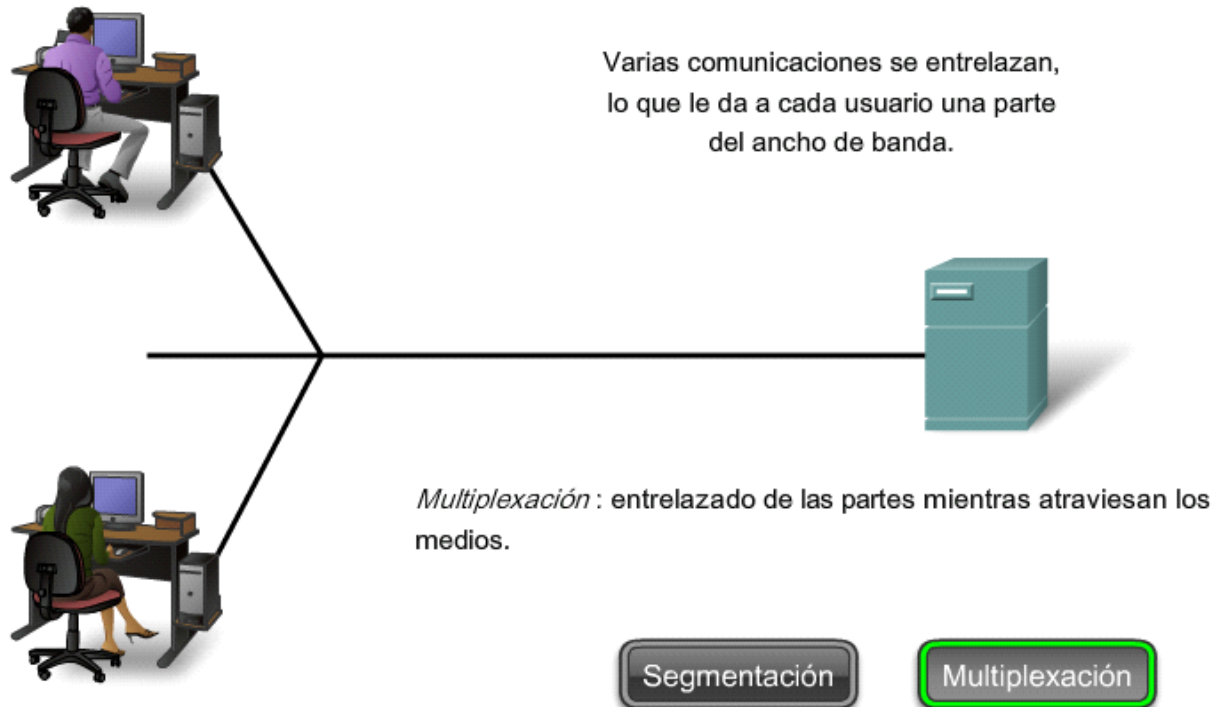 Varias comunicaciones se entrelazan,
lo que le da a cada usuario una parte
del ancho de banda.
Multiplexación : entrelazado de las partes mientras atraviesan los
medios.
Segmentación
Multiplexación